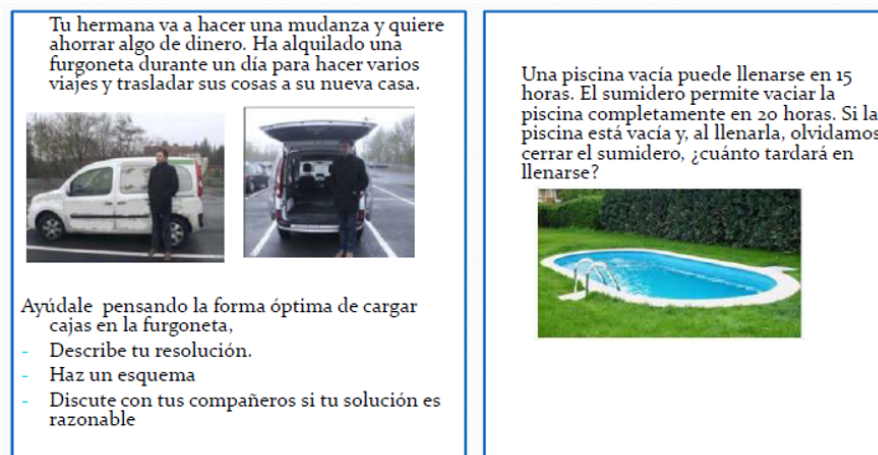 Tu hermana va a hacer una mudanza y quiere
ahorrar algo de dinero. Ha alquilado una
furgoneta durante un día para hacer varios
viajes y trasladar sus cosas a su nueva casa.
Ayúdale pensando la forma óptima de cargar
cajas en la furgoneta,
- Describe tu resolución.
- Haz un esquema
- Discute con tus compañeros si tu solución es
razonable
Una piscina vacía puede llenarse en 15
horas. El sumidero permite vaciar la
piscina completamente en 20 horas. Si la
piscina está vacía y, al llenarla, olvidamos
cerrar el sumidero, ¿cuánto tardará en
llenarse?